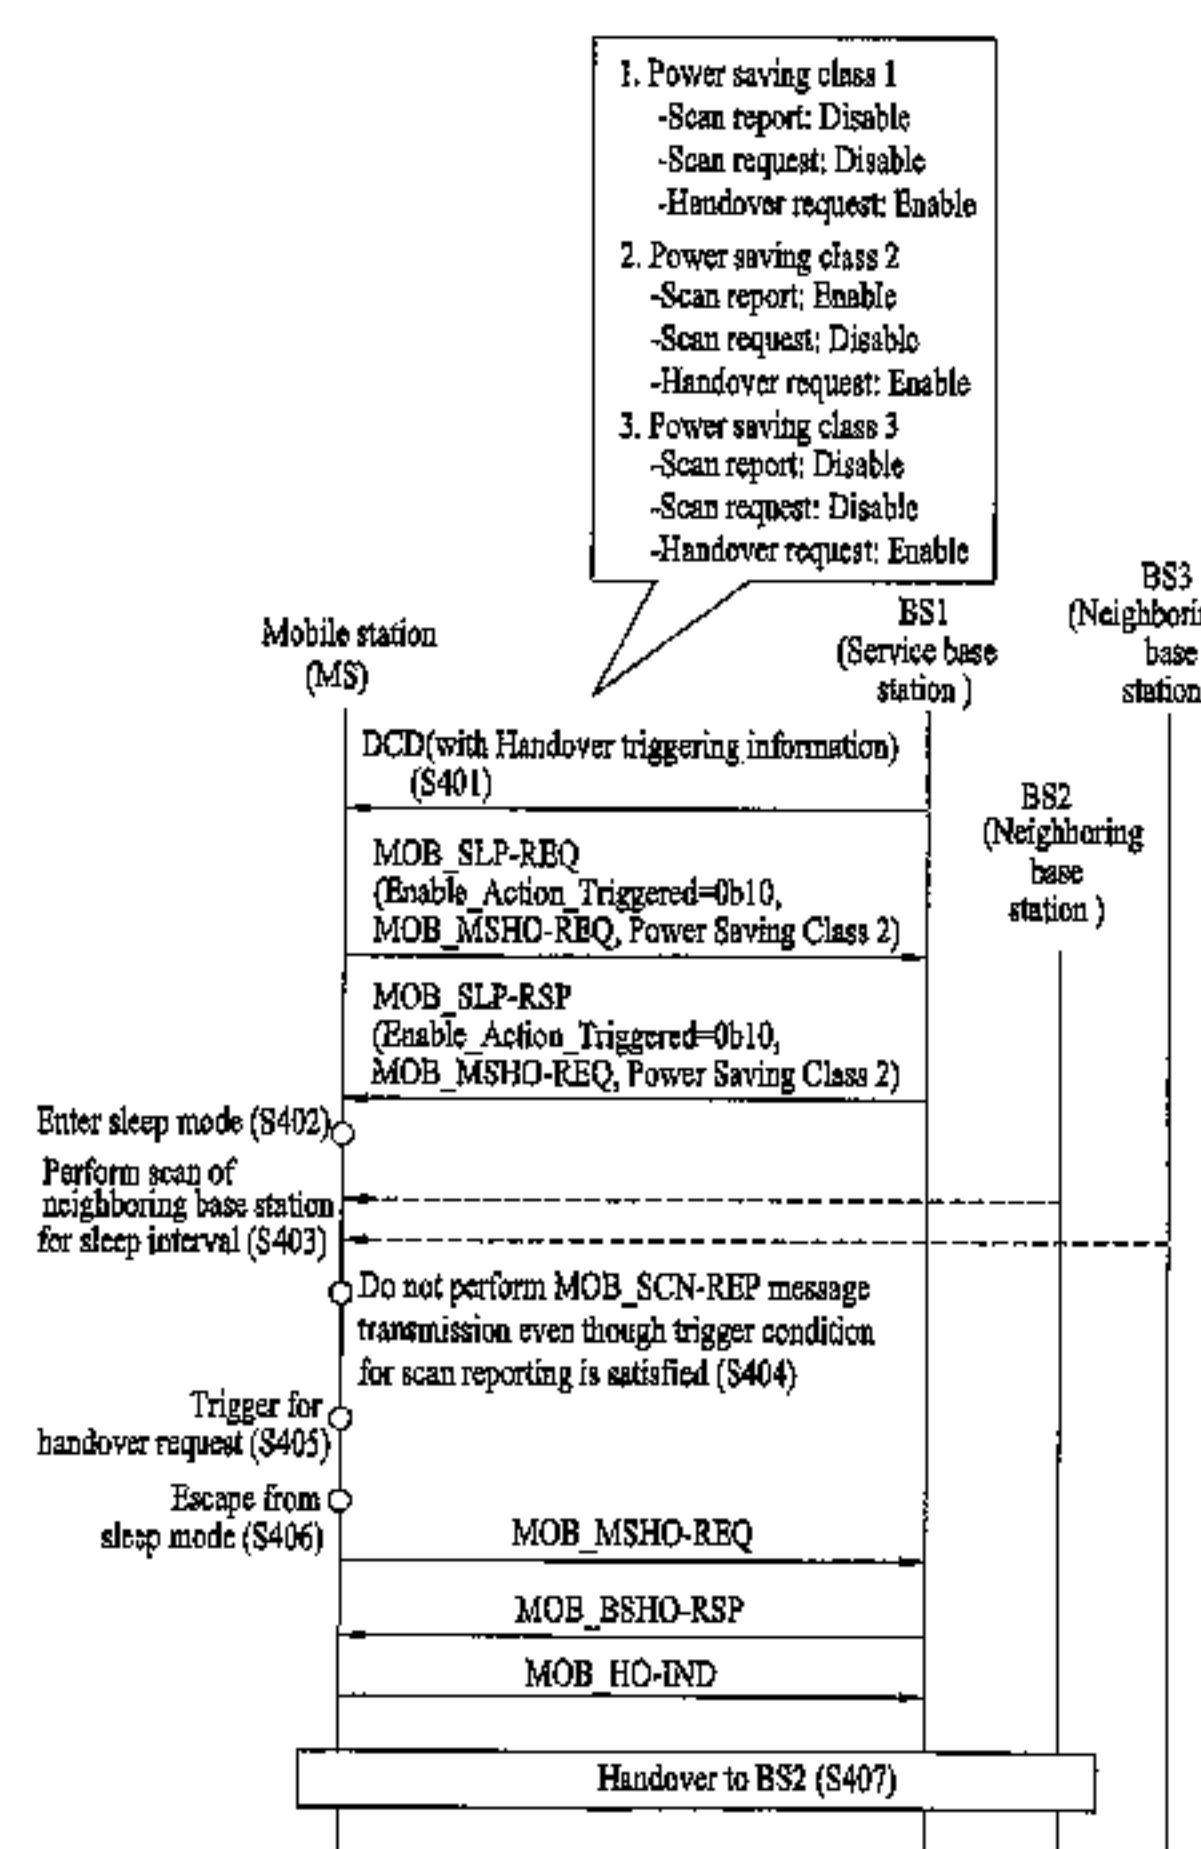 1. Power saving class 1
-Scan report: Disable
-Scan request: Disable
-Handover request: Enable
2. Power saving class 2
-Scan report: Enable
-Scan request: Disable
-Handover request: Enable
3. Power saving class 3
-Scan report: Disable
-Scan request: Disable
-Handover request: Enable
Mobile station
(MS)
BS1
(Service base
station )
BS3
(Neighbori
base
station
BS2
(Neighboring
base
station )
DCD(with Handover triggering information)
(S401)
MOB_SLP-REQ
(Enable_Action_Triggered=0b10,
MOB_MSHO-REQ, Power Saving Class 2)
MOB_SLP-RSP
(Enable_Action_Triggered=0b10,
MOB_MSHO-REQ, Power Saving Class 2)
Enter sleep mode (S402)
Perform scan of
neighboring base station
for sleep interval (S403)
Do not perform MOB_SCN-REP message
transmission even though trigger condition
for scan reporting is satisfied (S404)
Trigger for
handover request (S405)
Escape from
sleep mode (S406)
MOB_MSHO-REQ
MOB_BSHO-RSP
MOB_HO-IND
Handover to BS2 (S407)